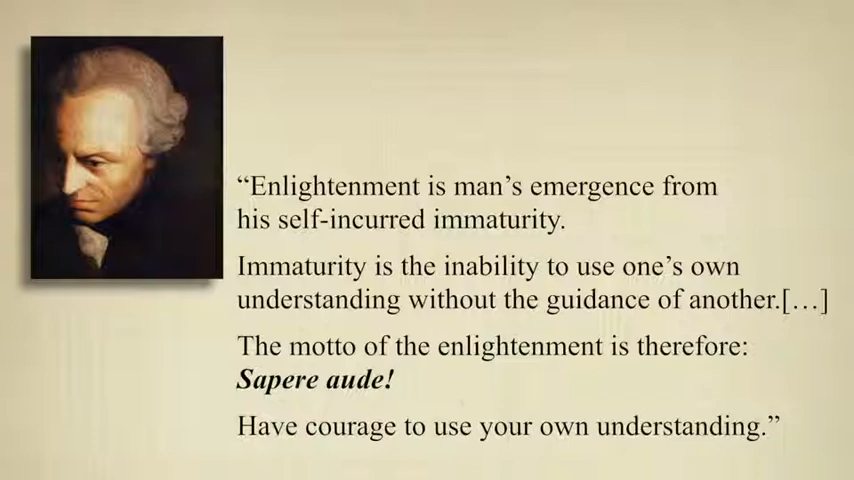 “Enlightenment is man’s emergence from
his self-incurred immaturity.
Immaturity is the inability to use one’s own
understanding without the guidance of another.[…]
The motto of the enlightenment is therefore:
Sapere aude!
Have courage to use your own understanding.”